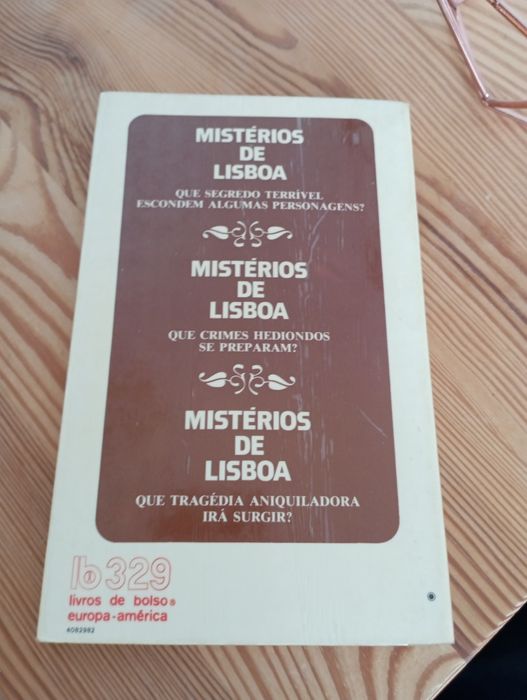 MISTÉRIOS
DE
LISBOA
QUE SEGREDO TERRÍVEL
ESCONDEM ALGUMAS PERSONAGENS?
MISTÉRIOS
DE
LISBOA
QUE CRIMES HEDIONDOS
SE PREPARAM?
MISTÉRIOS
DE
LISBOA
QUE TRAGÉDIA ANIQUILADORA
IRÁ SURGIR?
lb 329
livros de bolso
europa-américa
4082982